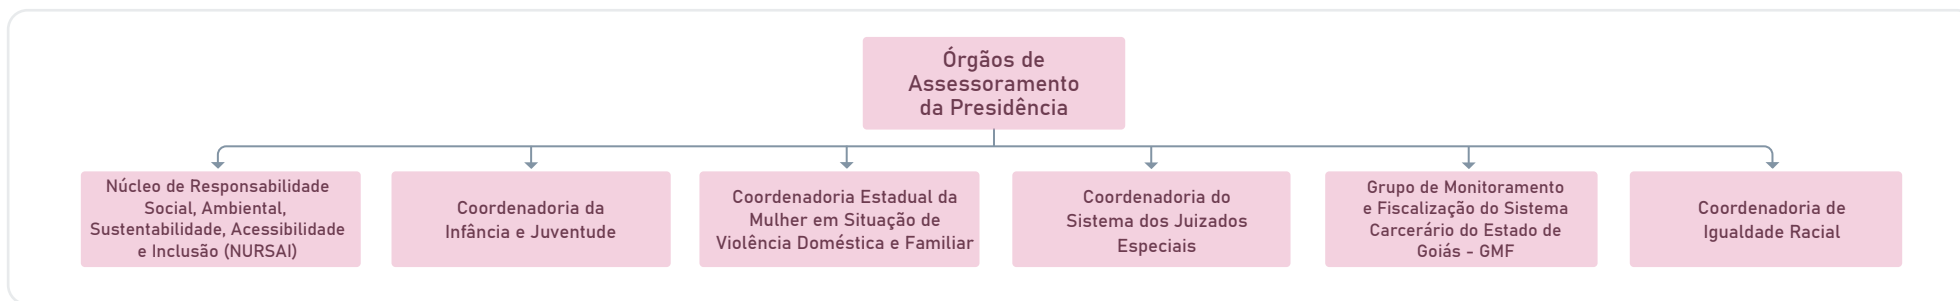 Órgãos de
Assessoramento
da Presidência
Núcleo de Responsabilidade
Social, Ambiental,
Sustentabilidade, Acessibilidade
e Inclusão (NURSAI)
Coordenadoria da
Infância e Juventude
Coordenadoria Estadual da
Mulher em Situação de
Violência Doméstica e Familiar
Coordenadoria do
Sistema dos Juizados
Especiais
Grupo de Monitoramento
e Fiscalização do Sistema
Carcerário do Estado de
Goiás - GMF
Coordenadoria de
Igualdade Racial